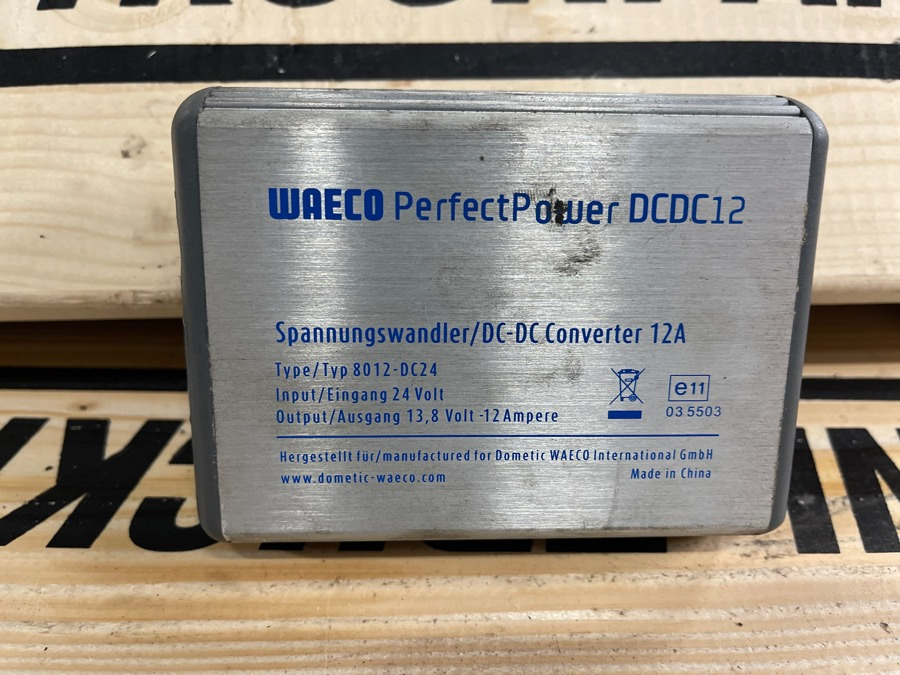 WAECO PerfectPower DCDC12
Spannungswandler/DC-DC Converter 12A
Type/Typ 8012-DC24
Input/Eingang 24 Volt
Output/Ausgang 13,8 Volt -12 Ampere
e11
03 5503
Hergestellt für/manufactured for Dometic WAECO International GmbH
www.dometic-waeco.com
Made in China